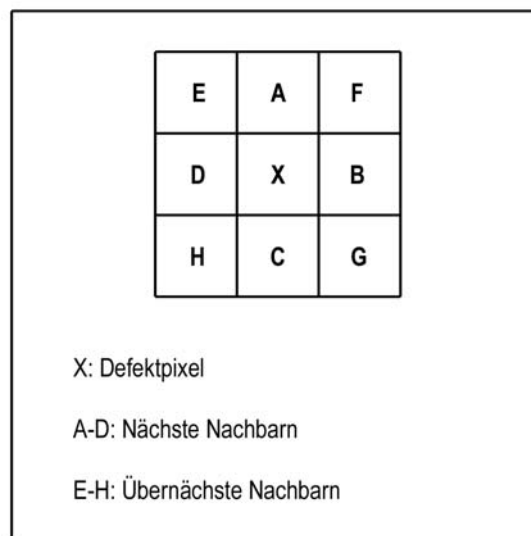 E A F
D X B
H C G
X: Defektpixel
A-D: Nächste Nachbarn
E-H: Übernächste Nachbarn